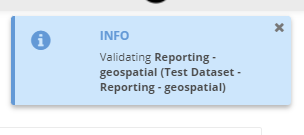 INFO
Validating Reporting -
geospatial (Test Dataset -
Reporting - geospatial)